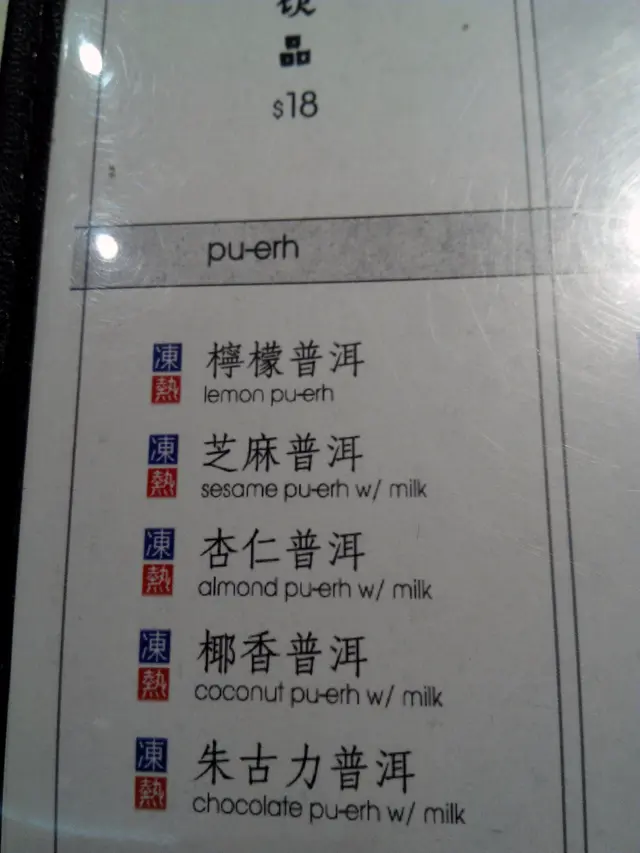 飲
品
$18
pu-erh
凍 檸檬普洱
熱 lemon pu-erh
凍 芝麻普洱
熱 sesame pu-erh w/ milk
凍 杏仁普洱
熱 almond pu-erh w/ milk
凍 椰香普洱
熱 coconut pu-erh w/ milk
凍 朱古力普洱
熱 chocolate pu-erh w/ milk